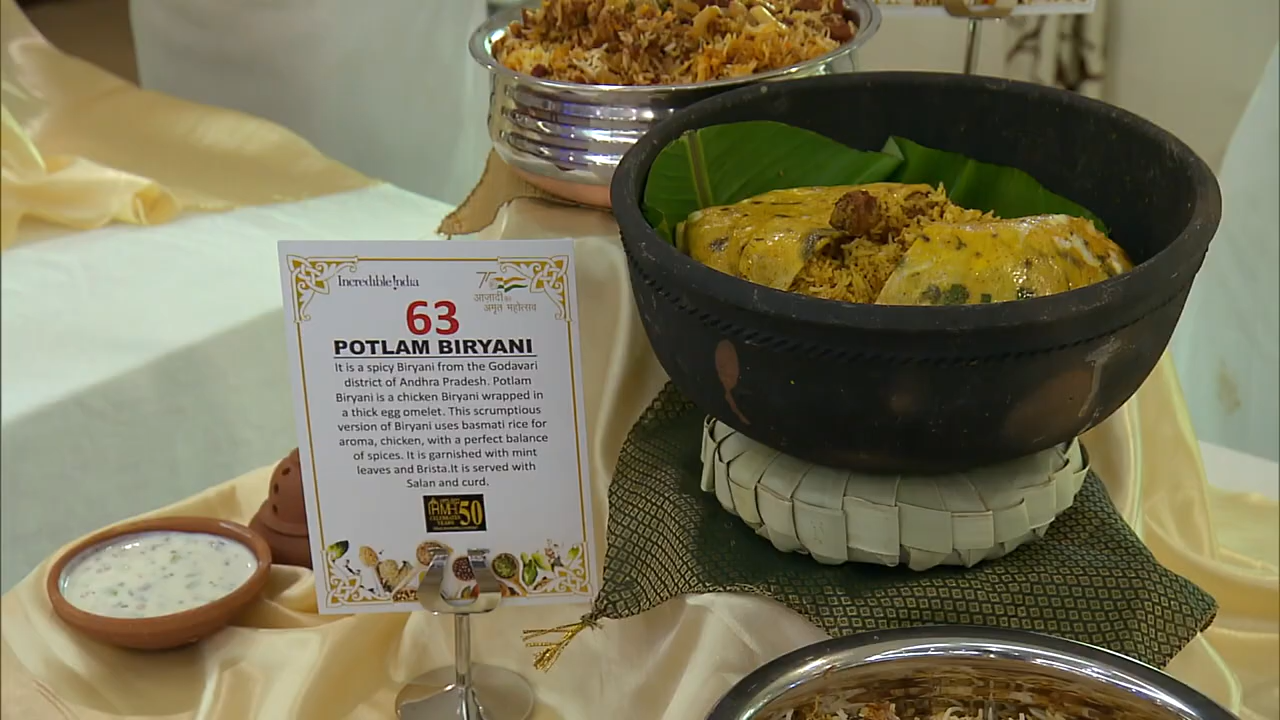 Incredible !ndia
75
आज़ादी का
अमृत महोत्सव
63
POTLAM BIRYANI
It is a spicy Biryani from the Godavari
district of Andhra Pradesh. Potlam
Biryani is a chicken Biryani wrapped in
a thick egg omelet. This scrumptious
version of Biryani uses basmati rice for
aroma, chicken, with a perfect balance
of spices. It is garnished with mint
leaves and Brista.It is served with
Salan and curd.
50
CELEBRATING
YEARS